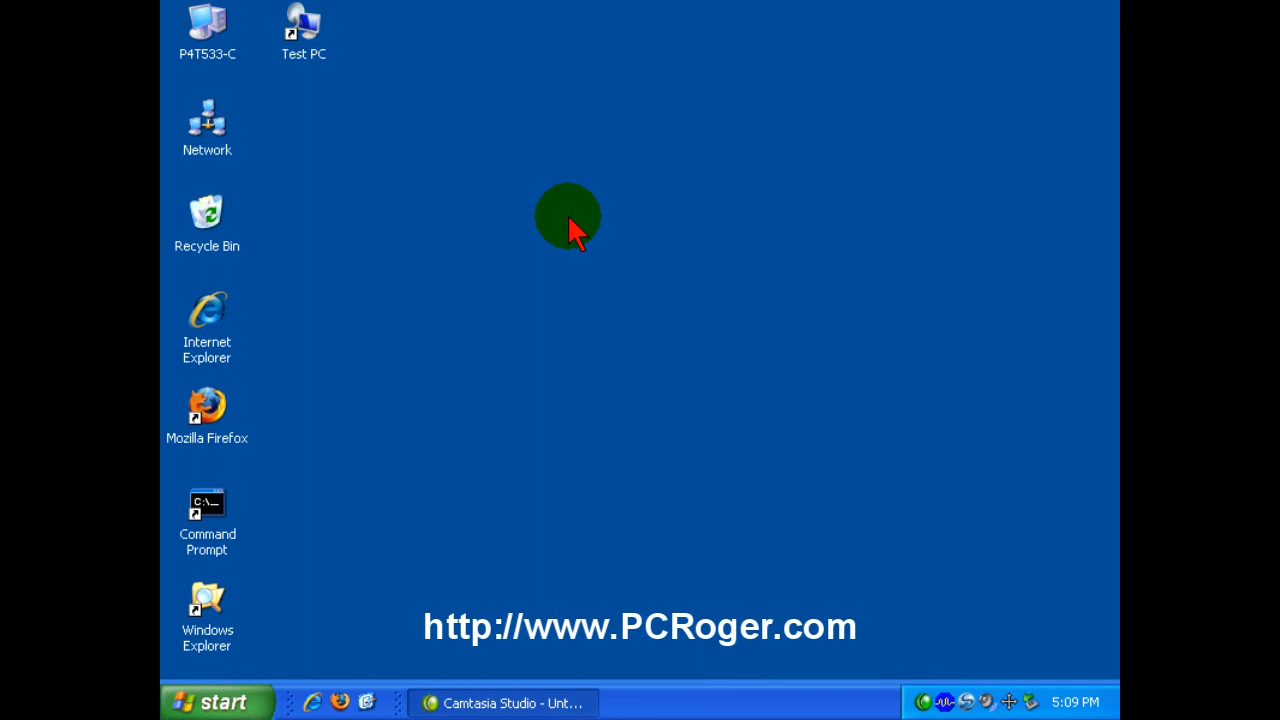 P4T533-C
Test PC
Network
Recycle Bin
Internet
Explorer
Mozilla Firefox
C:\_
Command
Prompt
Windows
Explorer
http://www.PCRoger.com
start
Camtasia Studio - Unt...
5:09 PM